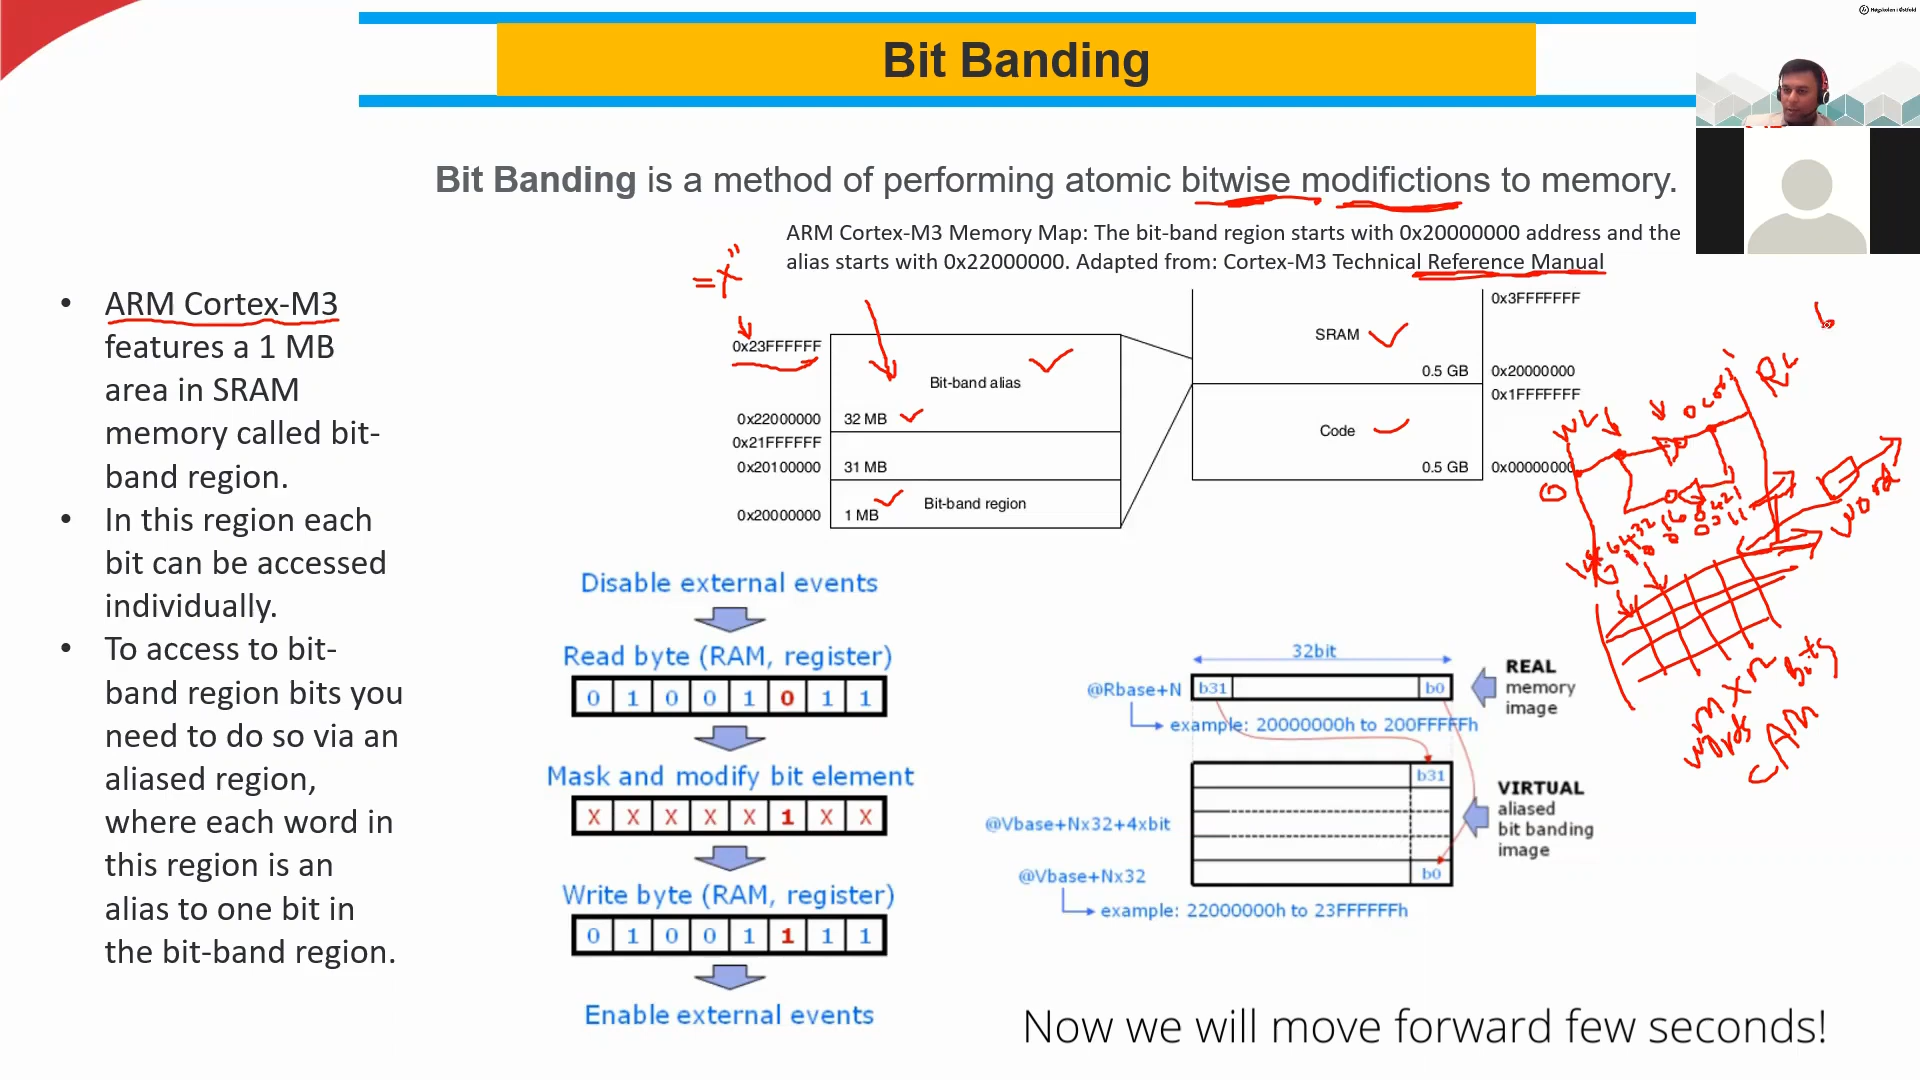 Høgskolen i Østfold
Bit Banding
Bit Banding is a method of performing atomic bitwise modifictions to memory.
ARM Cortex-M3 Memory Map: The bit-band region starts with 0x20000000 address and the
alias starts with 0x22000000. Adapted from: Cortex-M3 Technical Reference Manual
• ARM Cortex-M3
features a 1 MB
area in SRAM
memory called bit-
band region.
• In this region each
bit can be accessed
individually.
• To access to bit-
band region bits you
need to do so via an
aliased region,
where each word in
this region is an
alias to one bit in
the bit-band region.
0x23FFFFFF
Bit-band alias
0x22000000
32 MB
0x21FFFFFF
0x20100000
31 MB
Bit-band region
0x20000000
1 MB
0x3FFFFFFF
SRAM
0.5 GB
0x20000000
0x1FFFFFFF
Code
0.5 GB
0x00000000
Disable external events
Read byte (RAM, register)
0 1 0 0 1 0 1 1
Mask and modify bit element
X X X X X 1 X X
Write byte (RAM, register)
0 1 0 0 1 1 1 1
Enable external events
32bit
@Rbase+N
b31
b0
REAL
memory
image
example: 20000000h to 200FFFFFh
b31
VIRTUAL
aliased
bit banding
image
@Vbase+Nx32+4xbit
@Vbase+Nx32
b0
example: 22000000h to 23FFFFFFh
WL
word
m x n
words
bits
Now we will move forward few seconds!